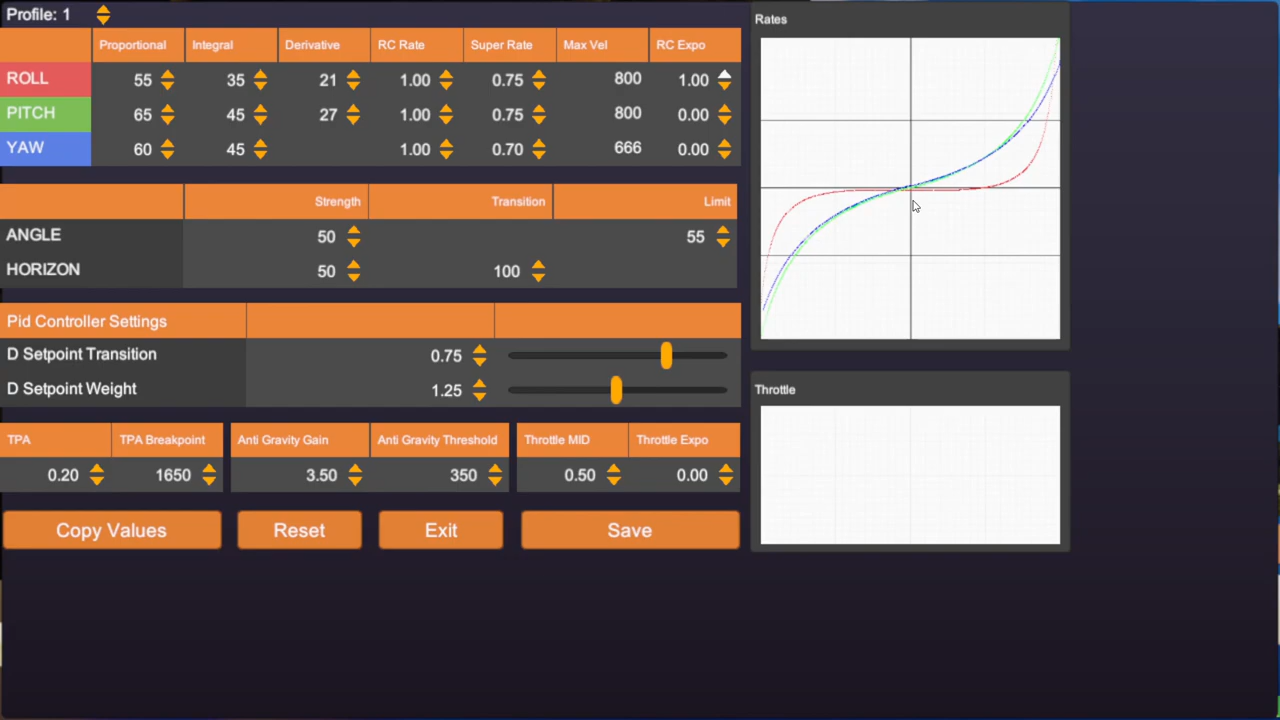 Profile: 1
Proportional Integral Derivative RC Rate Super Rate Max Vel RC Expo
ROLL 55 35 21 1.00 0.75 800 1.00
PITCH 65 45 27 1.00 0.75 800 0.00
YAW 60 45 1.00 0.70 666 0.00
Strength Transition Limit
ANGLE 50 55
HORIZON 50 100
Pid Controller Settings
D Setpoint Transition 0.75
D Setpoint Weight 1.25
TPA TPA Breakpoint Anti Gravity Gain Anti Gravity Threshold Throttle MID Throttle Expo
0.20 1650 3.50 350 0.50 0.00
Copy Values Reset Exit Save
Rates
Throttle